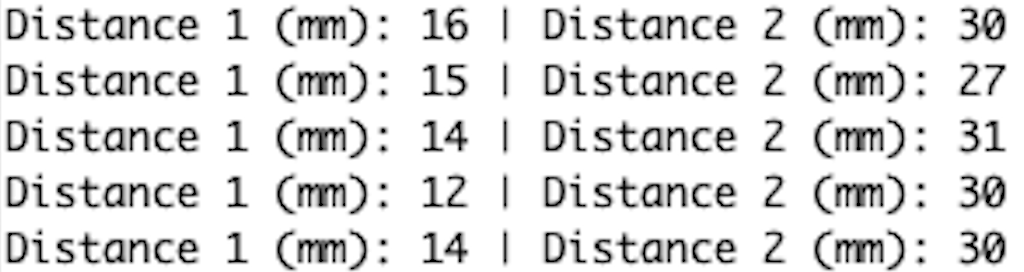 Distance 1 (mm): 16 | Distance 2 (mm): 30
Distance 1 (mm): 15 | Distance 2 (mm): 27
Distance 1 (mm): 14 | Distance 2 (mm): 31
Distance 1 (mm): 12 | Distance 2 (mm): 30
Distance 1 (mm): 14 | Distance 2 (mm): 30